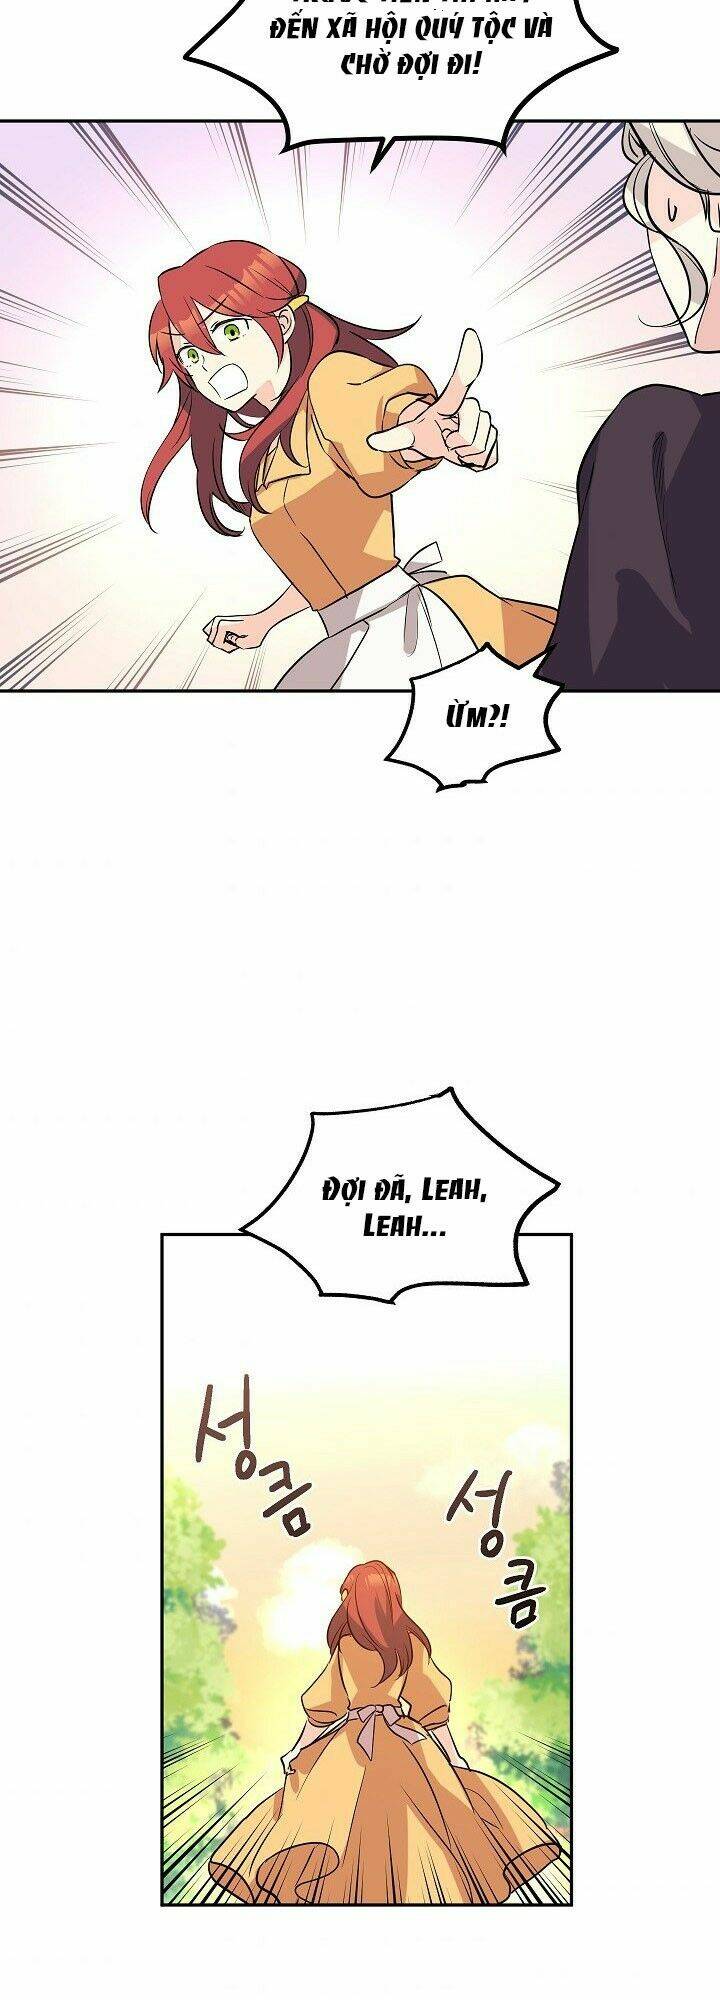 ĐẾN XÃ HỘI QUÝ TỘC VÀ
CHỜ ĐỢI ĐI!
ỪM?!
ĐỢI ĐÃ, LEAH,
LEAH...
성큼
성큼